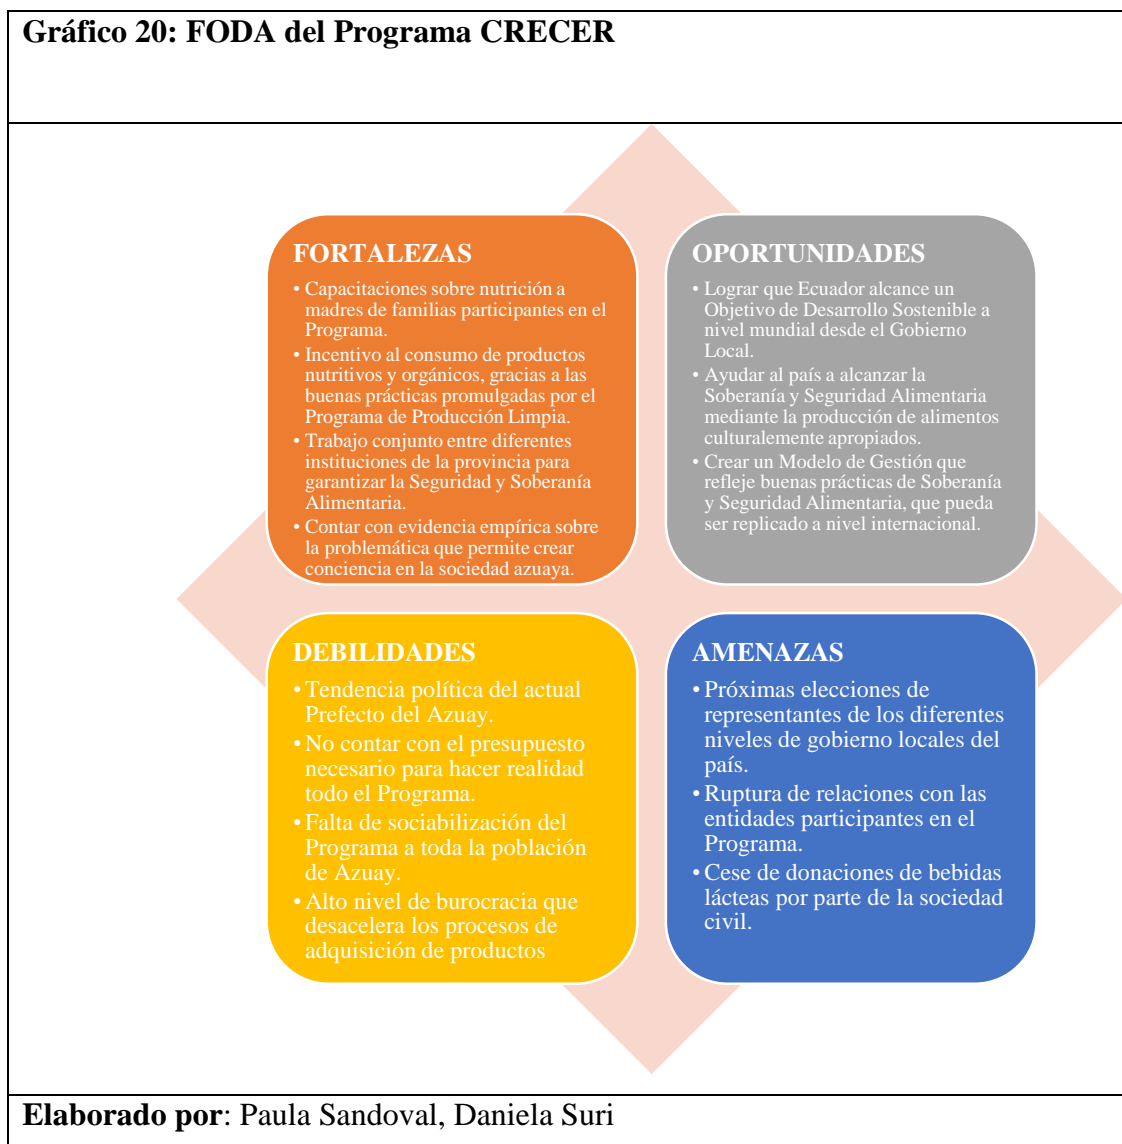 Gráfico 20: FODA del Programa CRECER
FORTALEZAS
• Capacitaciones sobre nutrición a
madres de familias participantes en el
Programa.
• Incentivo al consumo de productos
nutritivos y orgánicos, gracias a las
buenas prácticas promulgadas por el
Programa de Producción Limpia.
• Trabajo conjunto entre diferentes
instituciones de la provincia para
garantizar la Seguridad y Soberanía
Alimentaria.
• Contar con evidencia empírica sobre
la problemática que permite crear
conciencia en la sociedad azuaya.
OPORTUNIDADES
• Lograr que Ecuador alcance un
Objetivo de Desarrollo Sostenible a
nivel mundial desde el Gobierno
Local.
• Ayudar al país a alcanzar la
Soberanía y Seguridad Alimentaria
mediante la producción de alimentos
culturalmente apropiados.
• Crear un Modelo de Gestión que
refleje buenas prácticas de Soberanía
y Seguridad Alimentaria, que pueda
ser replicado a nivel internacional.
DEBILIDADES
• Tendencia política del actual
Prefecto del Azuay.
• No contar con el presupuesto
necesario para hacer realidad
todo el Programa.
• Falta de sociabilización del
Programa a toda la población
de Azuay.
• Alto nivel de burocracia que
desacelera los procesos de
adquisición de productos
AMENAZAS
• Próximas elecciones de
representantes de los diferentes
niveles de gobierno locales del
país.
• Ruptura de relaciones con las
entidades participantes en el
Programa.
• Cese de donaciones de bebidas
lácteas por parte de la sociedad
civil.
Elaborado por: Paula Sandoval, Daniela Suri